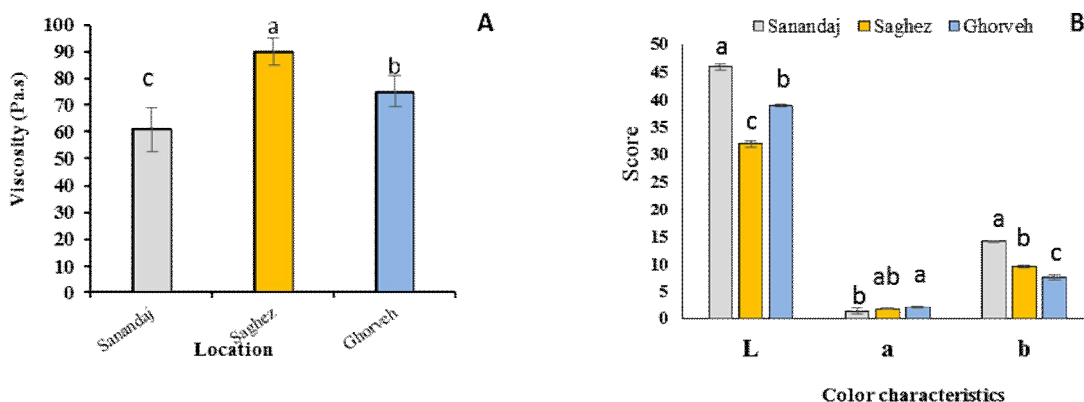 A
Viscosity (Pa.s)
100
90
80
70
60
50
40
30
20
10
0
c
a
b
Sanandaj
Saghez
Ghorveh
Location
B
Sanandaj Saghez Ghorveh
Score
50
45
40
35
30
25
20
15
10
5
0
a
c
b
b
ab
a
a
b
c
L a b
Color characteristics